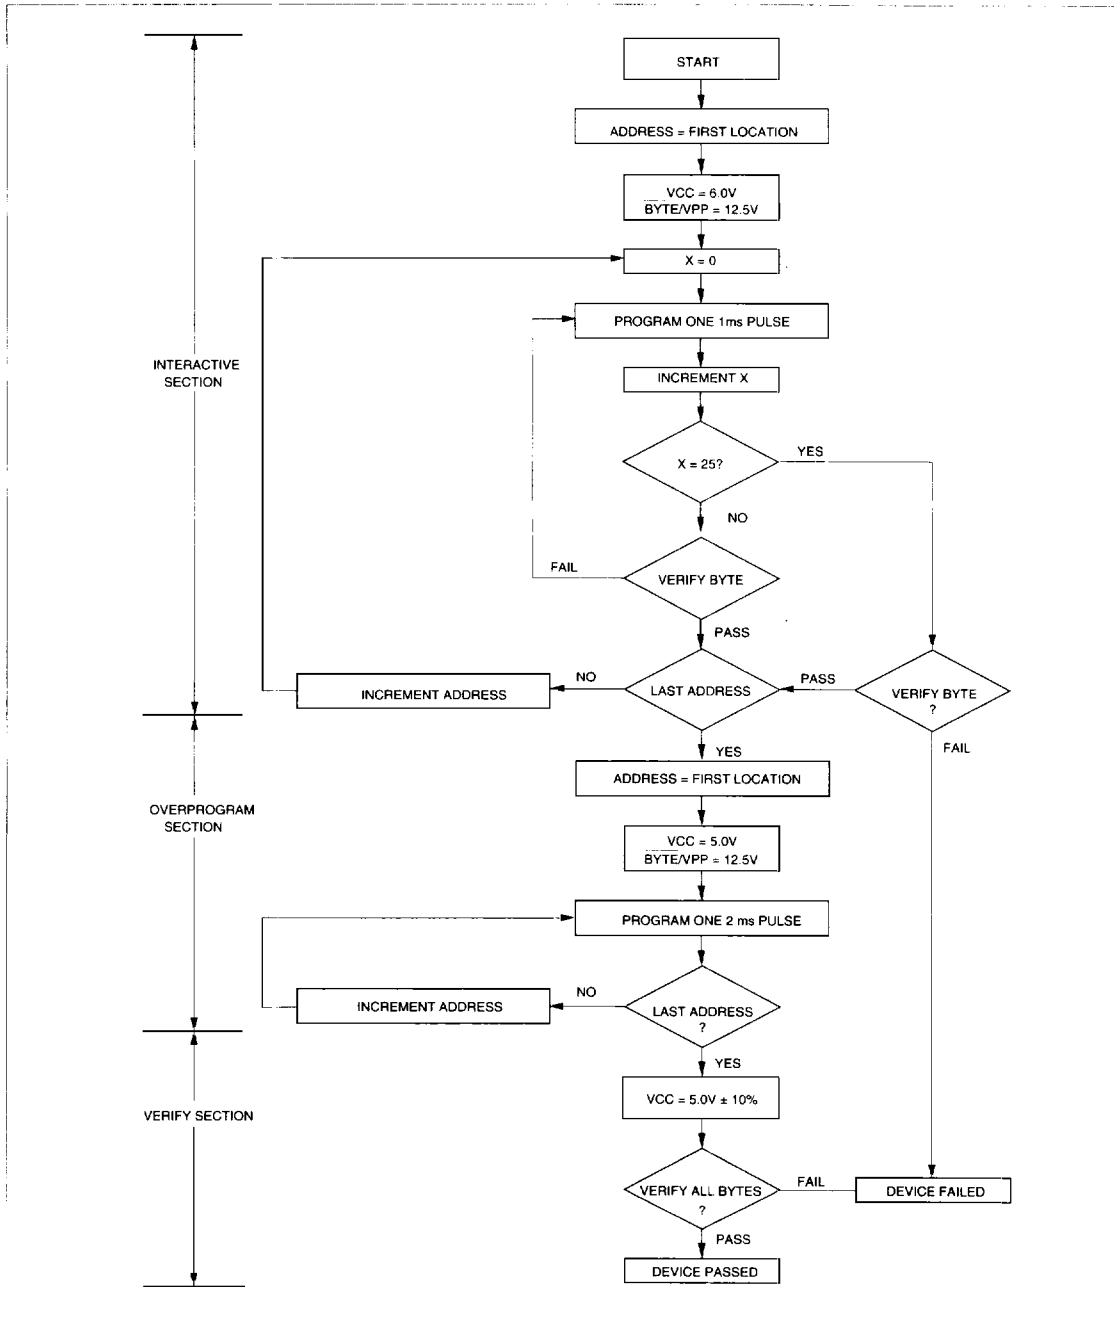 START
ADDRESS = FIRST LOCATION
VCC = 6.0V
BYTE/VPP = 12.5V
X = 0
PROGRAM ONE 1ms PULSE
INTERACTIVE
SECTION
INCREMENT X
X = 25?
YES
NO
FAIL
VERIFY BYTE
PASS
INCREMENT ADDRESS
NO
LAST ADDRESS
PASS
VERIFY BYTE
?
YES
FAIL
ADDRESS = FIRST LOCATION
OVERPROGRAM
SECTION
VCC = 5.0V
BYTE/VPP = 12.5V
PROGRAM ONE 2 ms PULSE
INCREMENT ADDRESS
NO
LAST ADDRESS
?
YES
VERIFY SECTION
VCC = 5.0V ± 10%
VERIFY ALL BYTES
?
FAIL
DEVICE FAILED
PASS
DEVICE PASSED